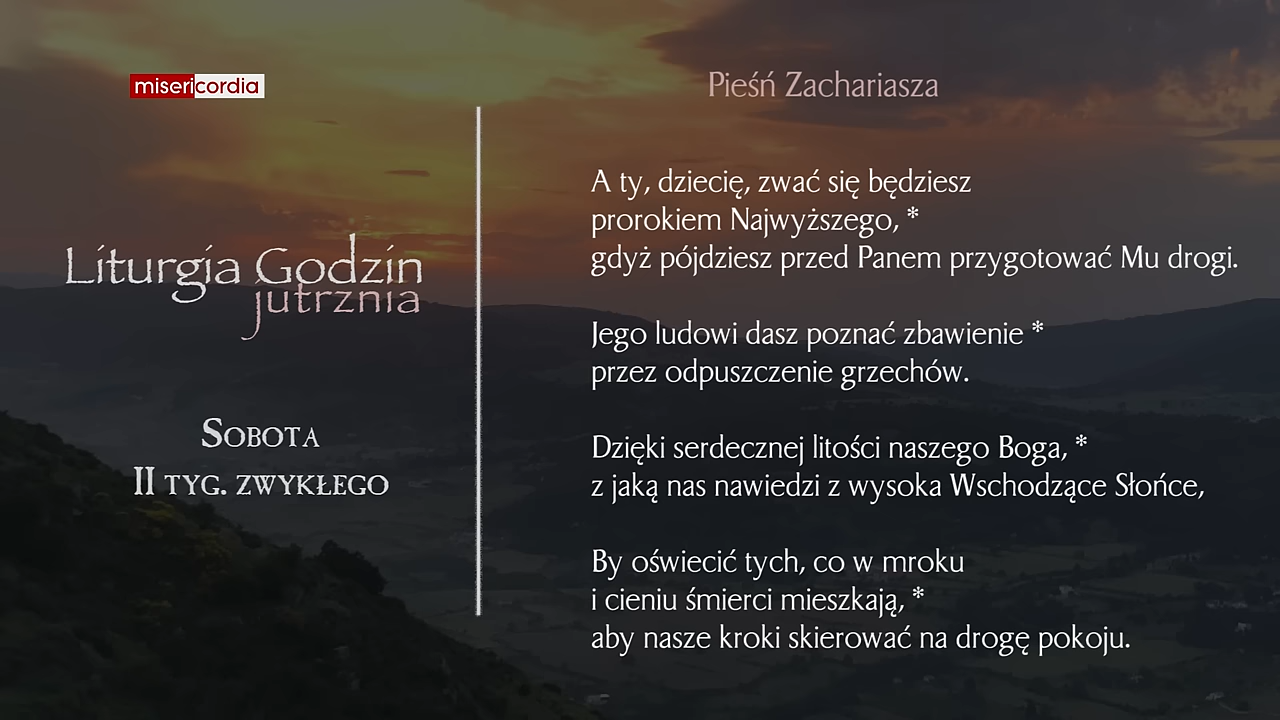 misericordia
Liturgia Godzin
jutrznia
Sobota
II tyg. zwykłego
Pieśń Zachariasza
A ty, dziecię, zwać się będziesz
prorokiem Najwyższego, *
gdyż pójdziesz przed Panem przygotować Mu drogi.
Jego ludowi dasz poznać zbawienie *
przez odpuszczenie grzechów.
Dzięki serdecznej litości naszego Boga, *
z jaką nas nawiedzi z wysoka Wschodzące Słońce,
By oświecić tych, co w mroku
i cieniu śmierci mieszkają, *
aby nasze kroki skierować na drogę pokoju.